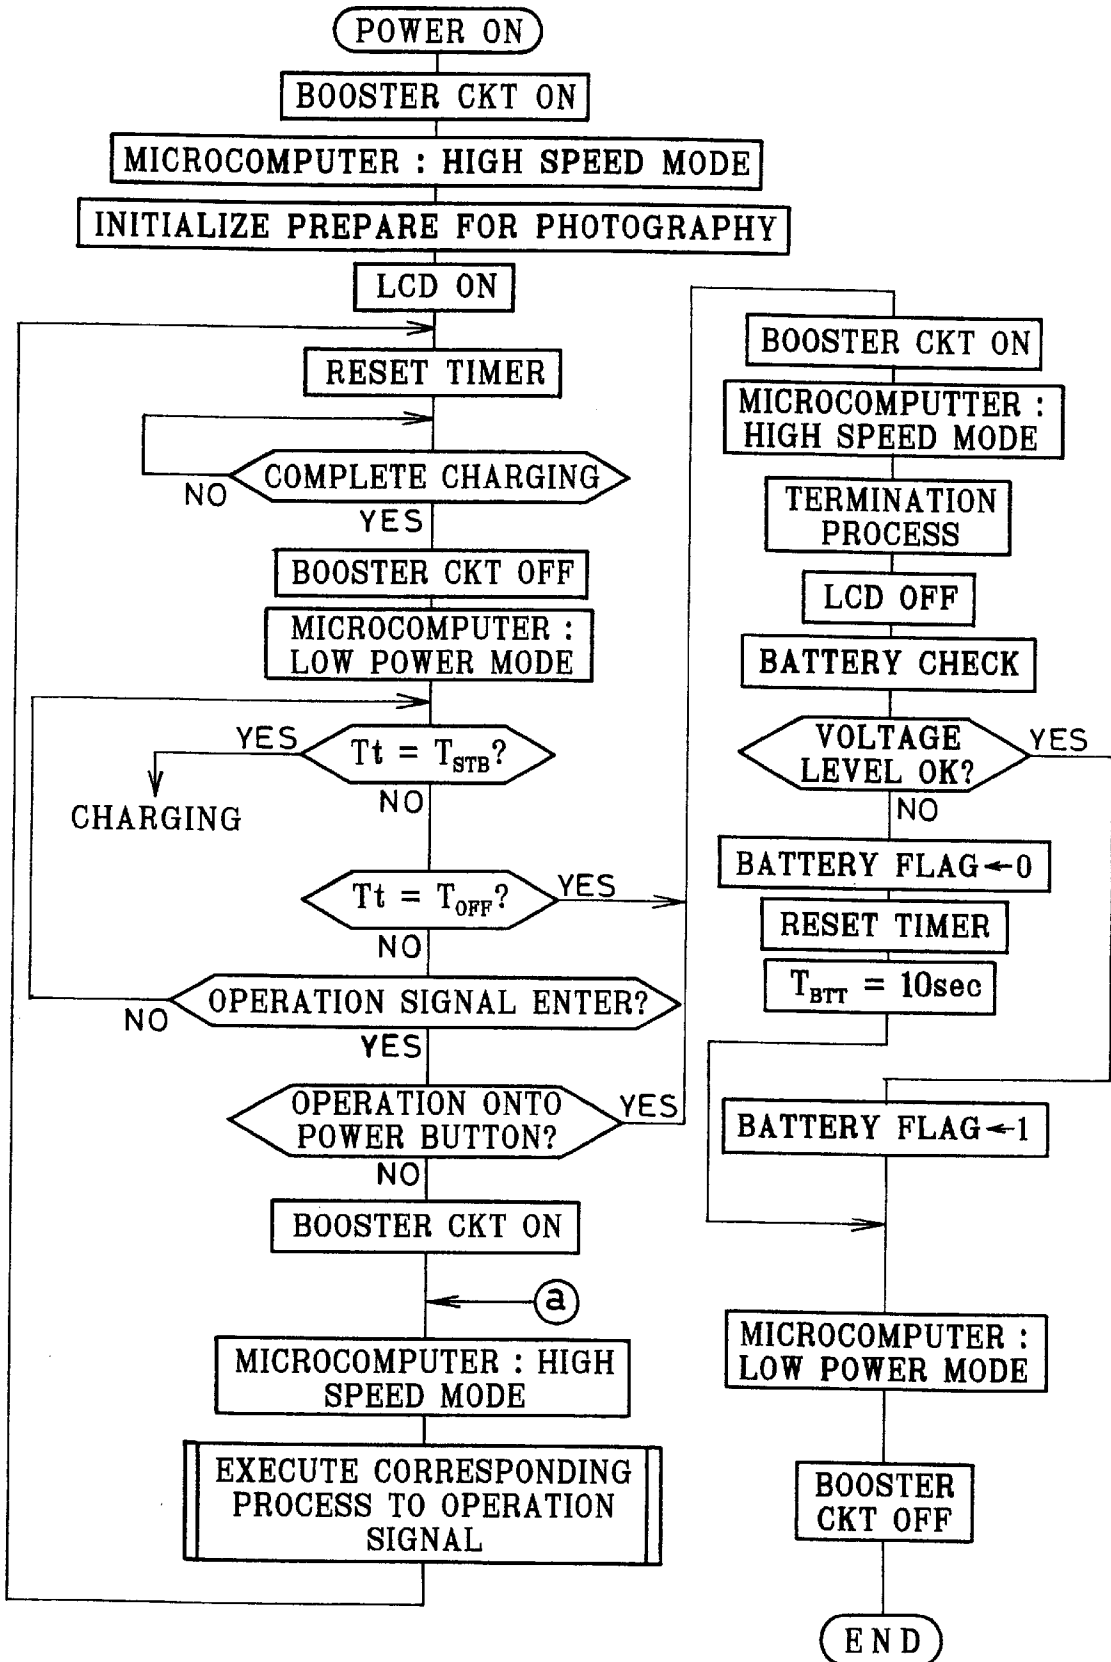 POWER ON
BOOSTER CKT ON
MICROCOMPUTER : HIGH SPEED MODE
INITIALIZE PREPARE FOR PHOTOGRAPHY
LCD ON
RESET TIMER
COMPLETE CHARGING
NO
YES
BOOSTER CKT OFF
MICROCOMPUTER :
LOW POWER MODE
YES
Tt = TSTB?
NO
CHARGING
Tt = TOFF?
YES
NO
OPERATION SIGNAL ENTER?
NO
YES
OPERATION ONTO
POWER BUTTON?
YES
NO
BOOSTER CKT ON
a
MICROCOMPUTER : HIGH
SPEED MODE
EXECUTE CORRESPONDING
PROCESS TO OPERATION
SIGNAL
BOOSTER CKT ON
MICROCOMPUTTER :
HIGH SPEED MODE
TERMINATION
PROCESS
LCD OFF
BATTERY CHECK
VOLTAGE
LEVEL OK?
YES
NO
BATTERY FLAG←0
RESET TIMER
TBTT = 10sec
BATTERY FLAG←1
MICROCOMPUTER :
LOW POWER MODE
BOOSTER
CKT OFF
END